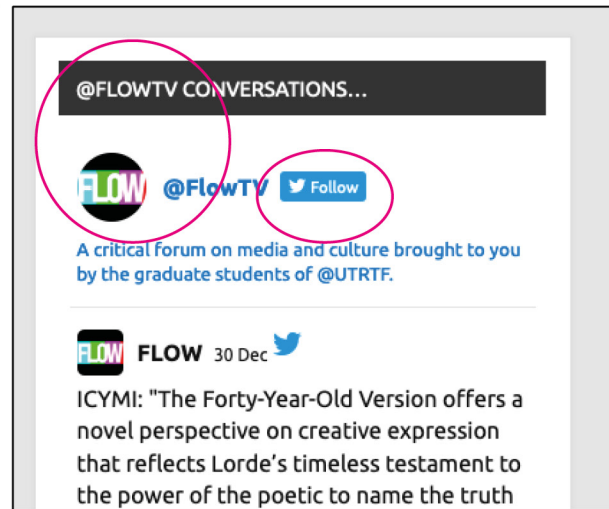 @FLOWTV CONVERSATIONS…
FLOW @FlowTV Follow
A critical forum on media and culture brought to you
by the graduate students of @UTRTF.
FLOW FLOW 30 Dec
ICYMI: "The Forty-Year-Old Version offers a
novel perspective on creative expression
that reflects Lorde’s timeless testament to
the power of the poetic to name the truth